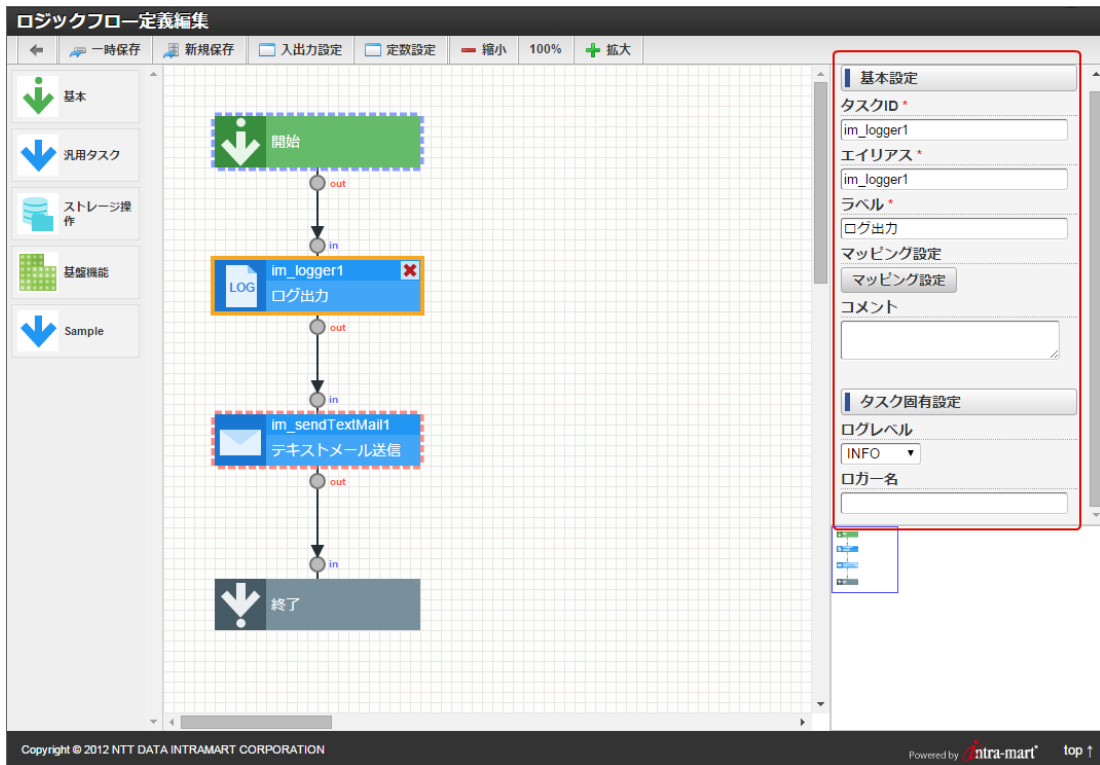 ロジックフロー定義編集
一時保存 新規保存 入出力設定 定数設定 縮小 100% 拡大
基本
汎用タスク
ストレージ操
作
基盤機能
Sample
開始
out
in
im_logger1
LOG
ログ出力
out
in
im_sendTextMail1
テキストメール送信
out
in
終了
基本設定
タスクID *
im_logger1
エイリアス *
im_logger1
ラベル *
ログ出力
マッピング設定
マッピング設定
コメント
タスク固有設定
ログレベル
INFO
ロガー名
Copyright © 2012 NTT DATA INTRAMART CORPORATION
Powered by intra-mart
top ↑